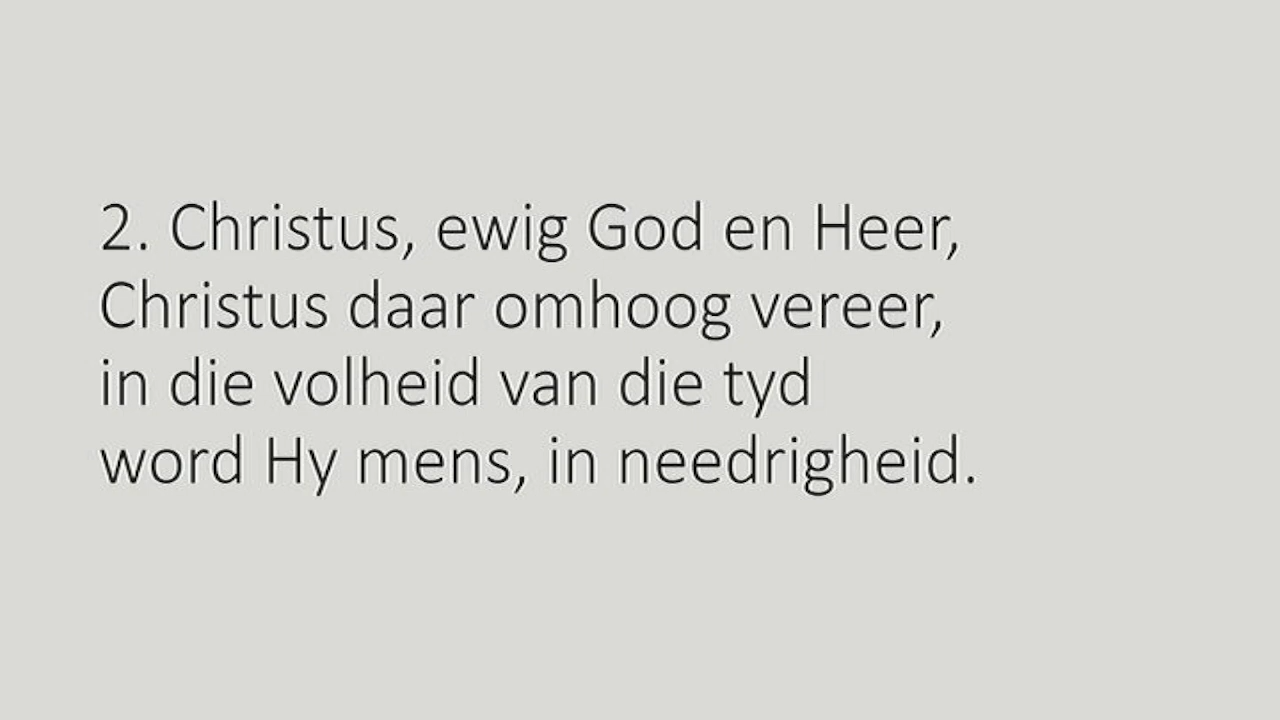 2. Christus, ewig God en Heer,
Christus daar omhoog vereer,
in die volheid van die tyd
word Hy mens, in needrigheid.